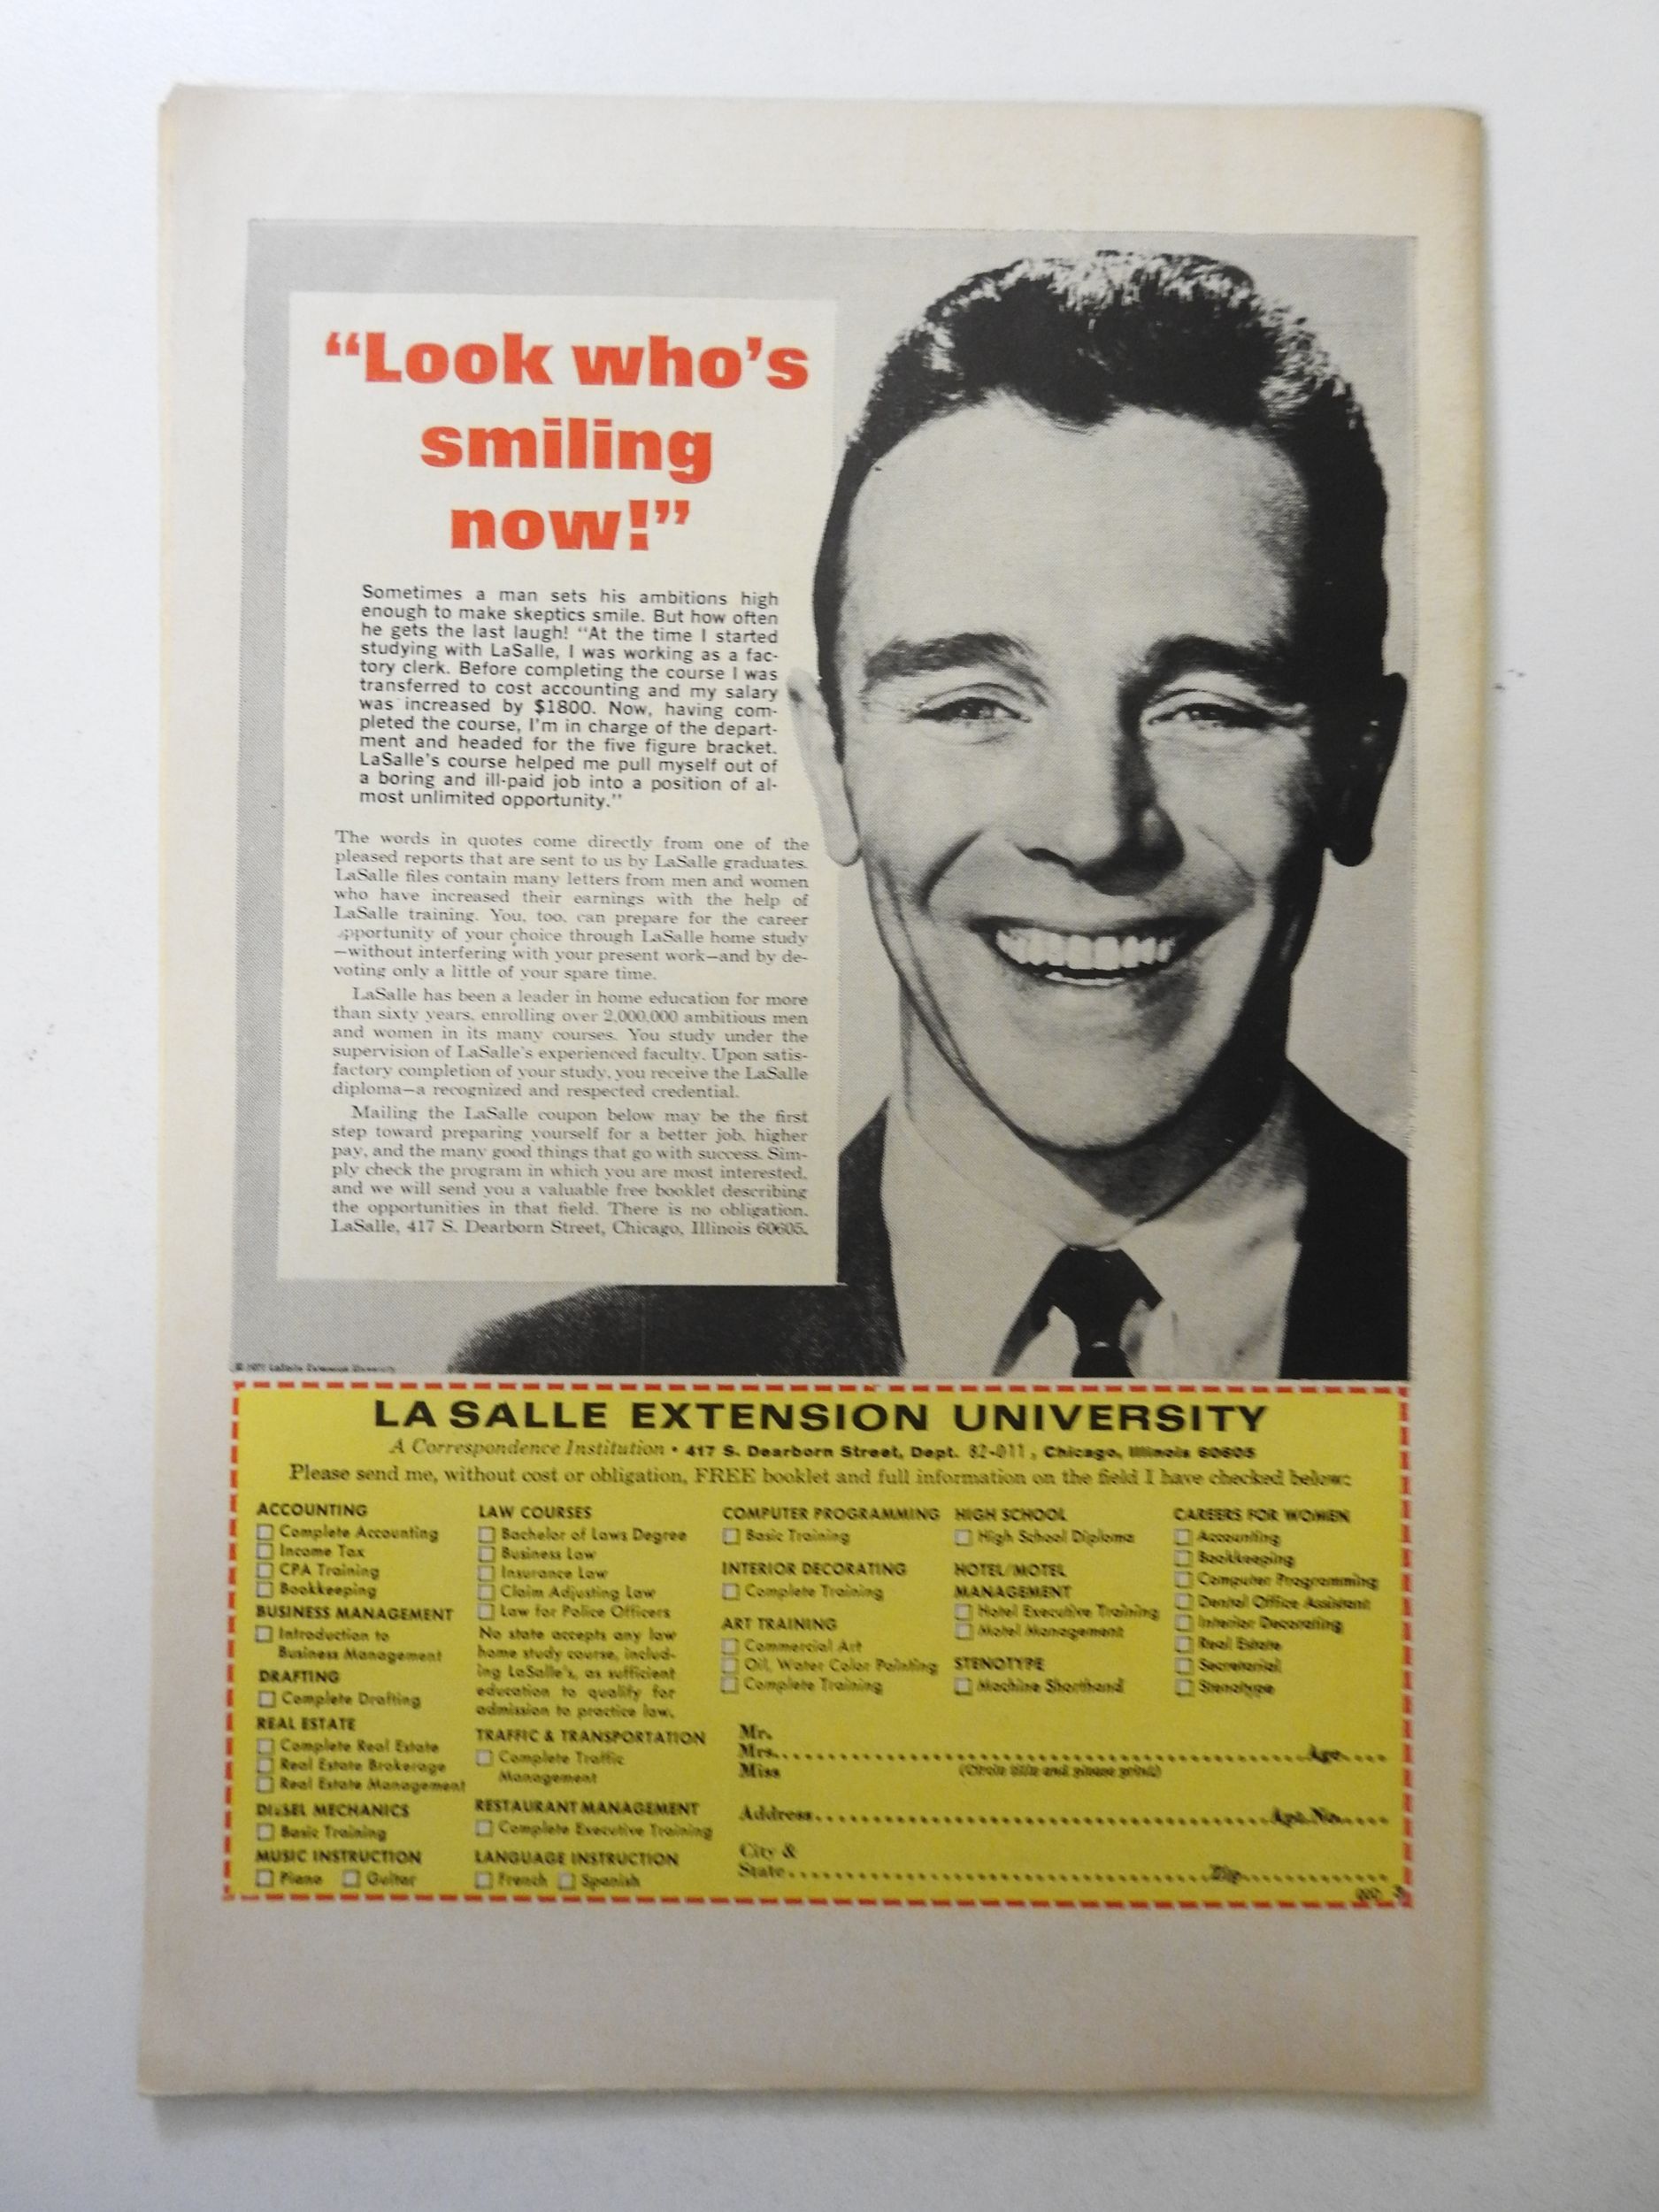 “Look who’s
smiling
now!”
Sometimes a man sets his ambitions high
enough to make skeptics smile. But how often
he gets the last laugh! “At the time I started
studying with LaSalle, I was working as a fac-
tory clerk. Before completing the course I was
transferred to cost accounting and my salary
was increased by $1800. Now, having com-
pleted the course, I’m in charge of the depart-
ment and headed for the five figure bracket.
LaSalle’s course helped me pull myself out of
a boring and ill-paid job into a position of al-
most unlimited opportunity.”
The words in quotes come directly from one of the
pleased reports that are sent to us by LaSalle graduates.
LaSalle files contain many letters from men and women
who have increased their earnings with the help of
LaSalle training. You, too, can prepare for the career
opportunity of your choice through LaSalle home study
—without interfering with your present work—and by de-
voting only a little of your spare time.
LaSalle has been a leader in home education for more
than sixty years, enrolling over 2,000,000 ambitious men
and women in its many courses. You study under the
supervision of LaSalle’s experienced faculty. Upon satis-
factory completion of your study, you receive the LaSalle
diploma—a recognized and respected credential.
Mailing the LaSalle coupon below may be the first
step toward preparing yourself for a better job, higher
pay, and the many good things that go with success. Sim-
ply check the program in which you are most interested,
and we will send you a valuable free booklet describing
the opportunities in that field. There is no obligation.
LaSalle, 417 S. Dearborn Street, Chicago, Illinois 60605.
© 1971 LaSalle Extension University
LA SALLE EXTENSION UNIVERSITY
A Correspondence Institution • 417 S. Dearborn Street, Dept. 82-011, Chicago, Illinois 60605
Please send me, without cost or obligation, FREE booklet and full information on the field I have checked below:
ACCOUNTING
Complete Accounting
Income Tax
CPA Training
Bookkeeping
BUSINESS MANAGEMENT
Introduction to
Business Management
DRAFTING
Complete Drafting
REAL ESTATE
Complete Real Estate
Real Estate Brokerage
Real Estate Management
DIESEL MECHANICS
Basic Training
MUSIC INSTRUCTION
Piano Guitar
LAW COURSES
Bachelor of Laws Degree
Business Law
Insurance Law
Claim Adjusting Law
Law for Police Officers
No state accepts any law
home study course, includ-
ing LaSalle’s, as sufficient
education to qualify for
admission to practice law.
TRAFFIC & TRANSPORTATION
Complete Traffic
Management
RESTAURANT MANAGEMENT
Complete Executive Training
LANGUAGE INSTRUCTION
French Spanish
COMPUTER PROGRAMMING
Basic Training
INTERIOR DECORATING
Complete Training
ART TRAINING
Commercial Art
Oil, Water Color Painting
Complete Training
HIGH SCHOOL
High School Diploma
HOTEL/MOTEL
MANAGEMENT
Hotel Executive Training
Motel Management
STENOTYPE
Machine Shorthand
CAREERS FOR WOMEN
Accounting
Bookkeeping
Computer Programming
Dental Office Assistant
Interior Decorating
Real Estate
Secretarial
Stenotype
Mr.
Mrs. Age
Miss (Circle title and please print)
Address Apt. No.
City &
State Zip